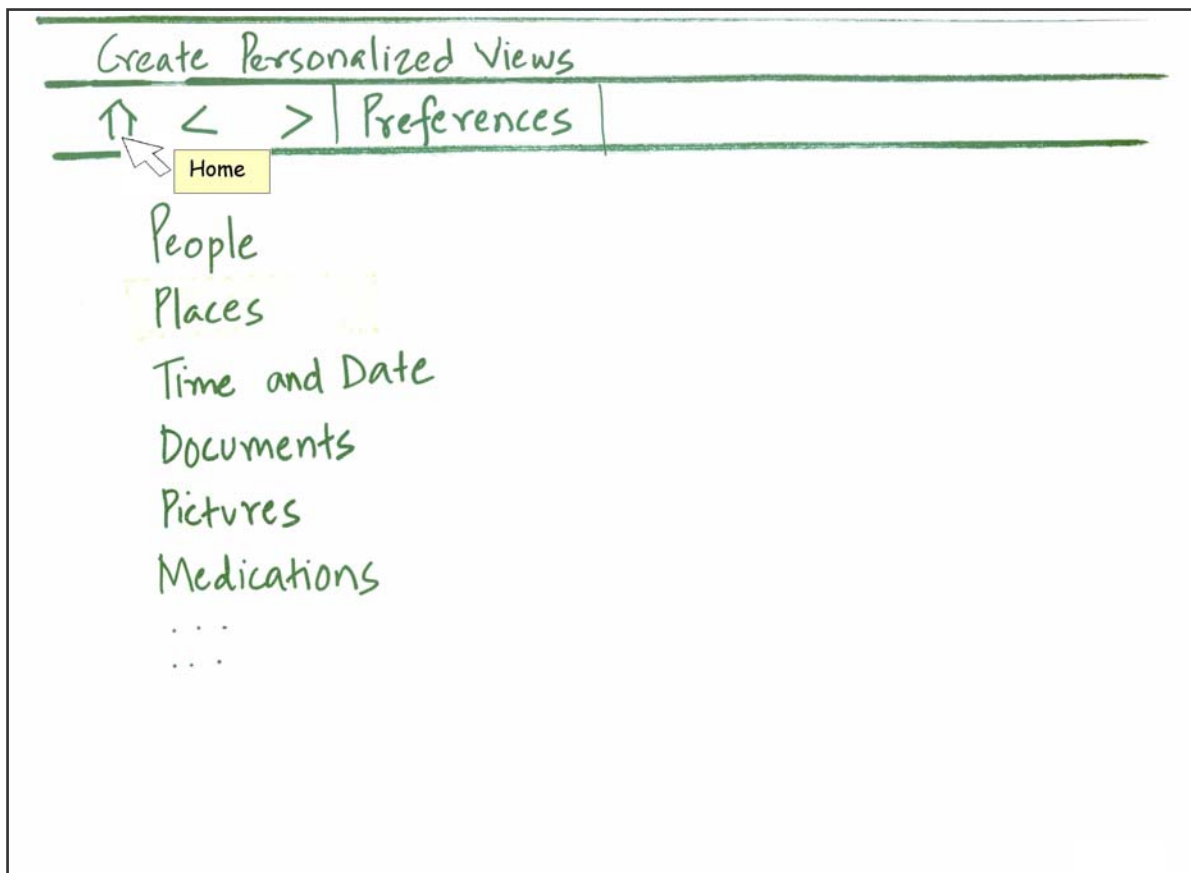 Create Personalized Views
< > | Preferences |
Home
People
Places
Time and Date
Documents
Pictures
Medications
. . .
. . .